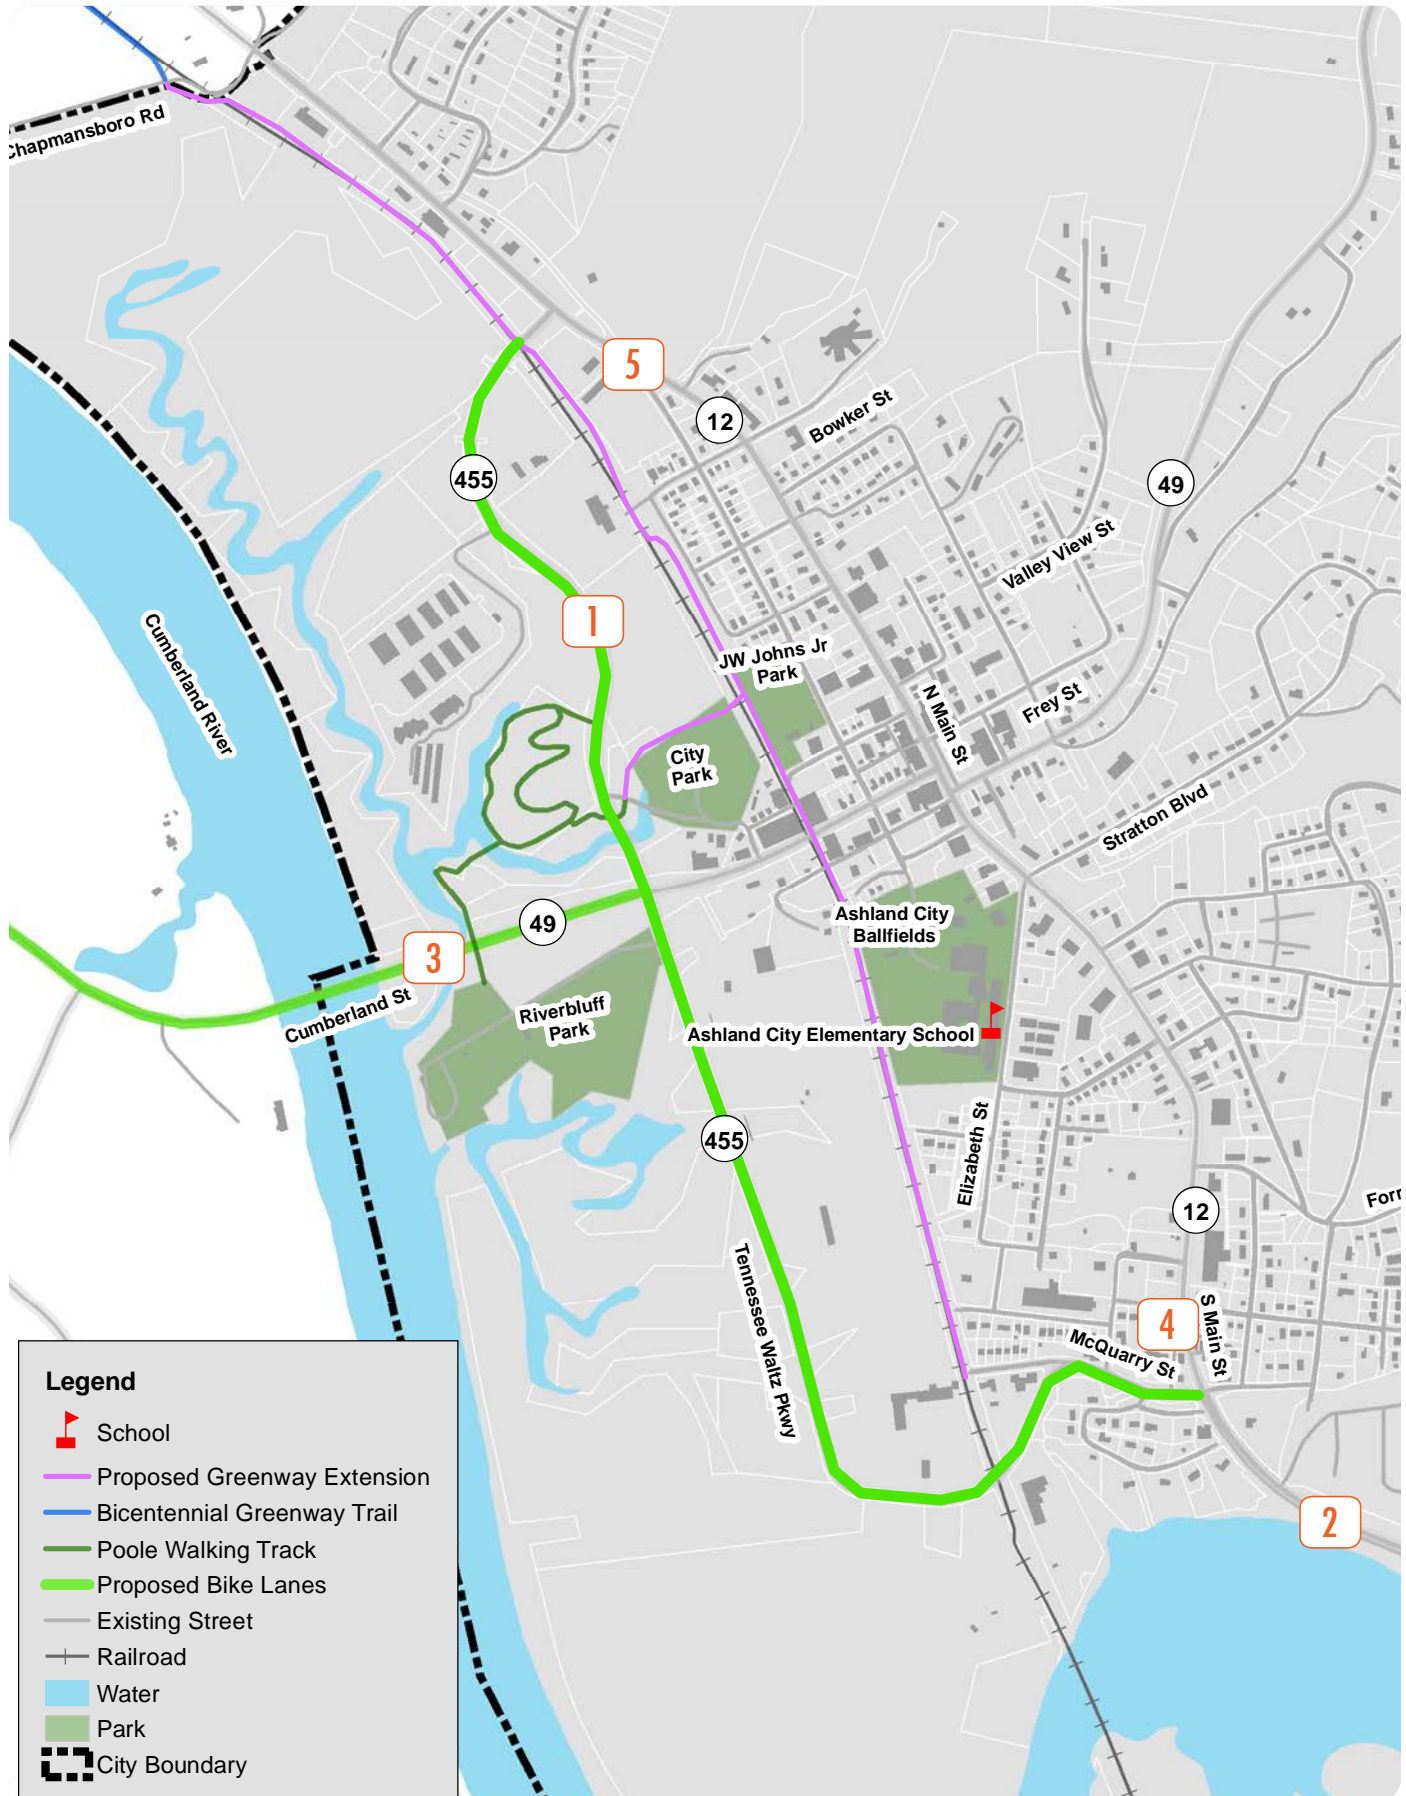 Chapmansboro Rd
5
12
Bowker St
455
49
Valley View St
1
Cumberland River
JW Johns Jr
Park
N Main St
Frey St
City
Park
Stratton Blvd
Ashland City
Ballfields
49
3
Cumberland St
Riverbluff
Park
Ashland City Elementary School
455
Elizabeth St
12
Forr
Tennessee Waltz Pkwy
4
S Main St
McQuarry St
2
Legend
School
Proposed Greenway Extension
Bicentennial Greenway Trail
Poole Walking Track
Proposed Bike Lanes
Existing Street
Railroad
Water
Park
City Boundary